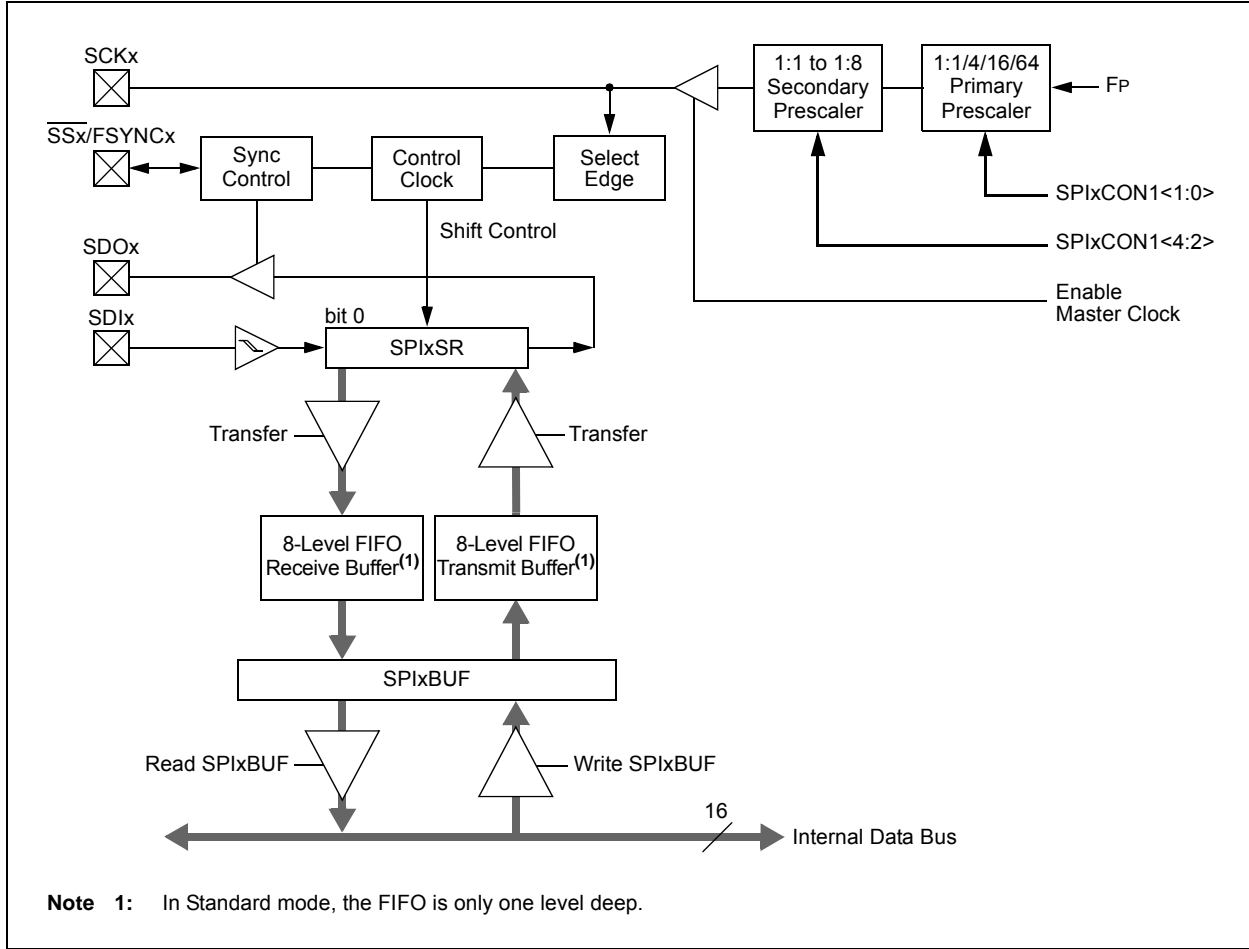 SCKx
SSx/FSYNCx
SDOx
SDIx
1:1 to 1:8
Secondary
Prescaler
1:1/4/16/64
Primary
Prescaler
FP
Sync
Control
Control
Clock
Select
Edge
SPIxCON1<1:0>
SPIxCON1<4:2>
Enable
Master Clock
Shift Control
bit 0
SPIxSR
Transfer
Transfer
8-Level FIFO
Receive Buffer(1)
8-Level FIFO
Transmit Buffer(1)
SPIxBUF
Read SPIxBUF
Write SPIxBUF
16
Internal Data Bus
Note 1: In Standard mode, the FIFO is only one level deep.